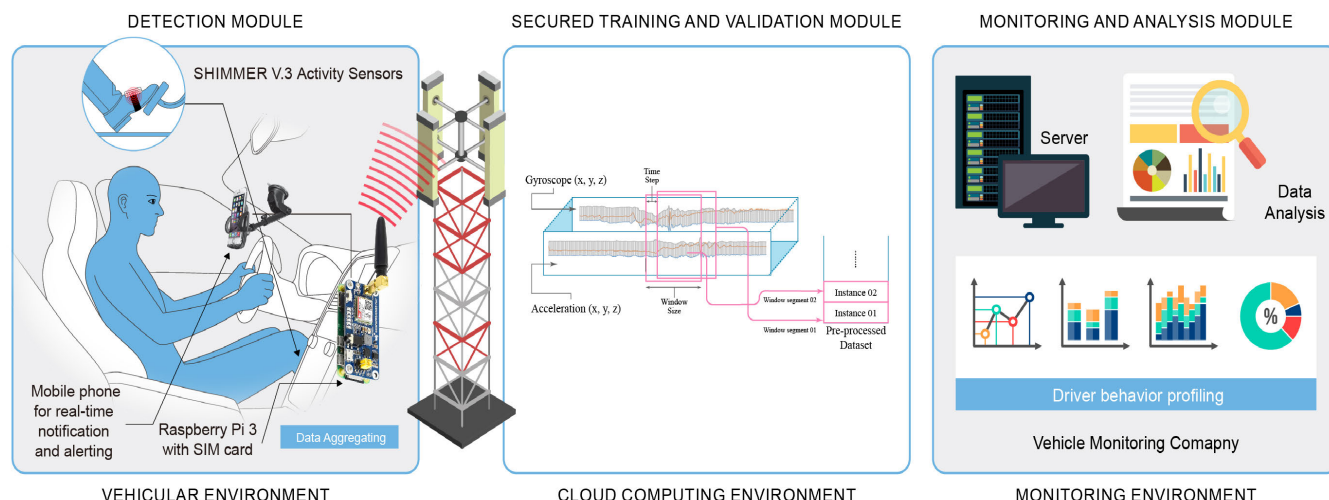 DETECTION MODULE
SECURED TRAINING AND VALIDATION MODULE
MONITORING AND ANALYSIS MODULE
SHIMMER V.3 Activity Sensors
Mobile phone
for real-time
notification
and alerting
Raspberry Pi 3
with SIM card
Data Aggregating
Time
Step
Gyroscope (x, y, z)
Acceleration (x, y, z)
Window
Size
Window segment 02
Window segment 01
Instance 02
Instance 01
Pre-processed
Dataset
Server
Data
Analysis
%
Driver behavior profiling
Vehicle Monitoring Comapny
VEHICULAR ENVIRONMENT
CLOUD COMPUTING ENVIRONMENT
MONITORING ENVIRONMENT